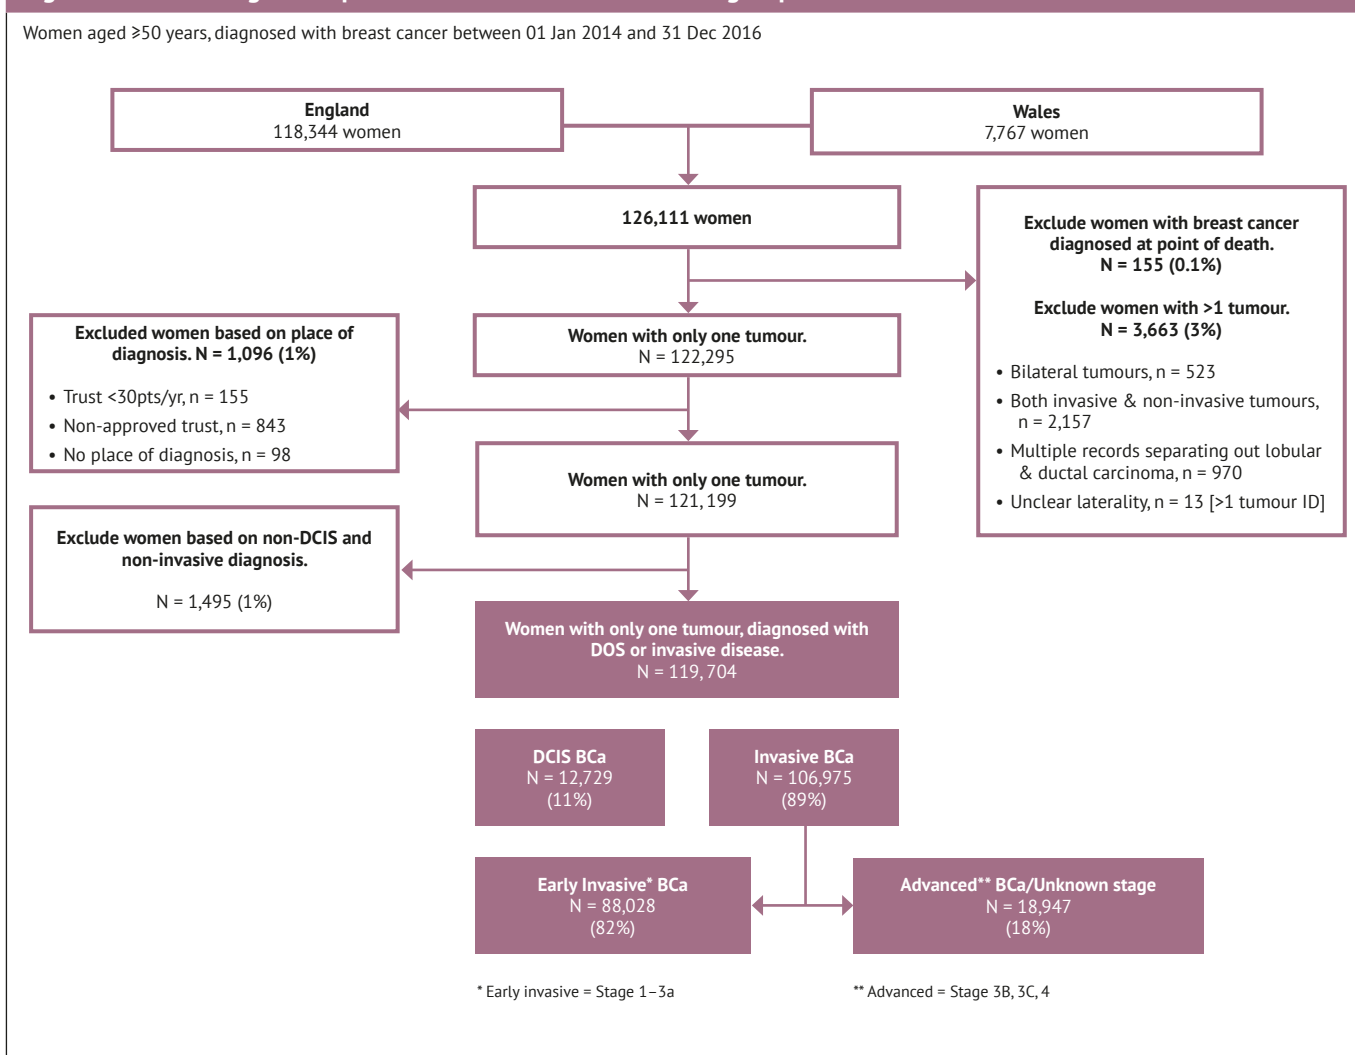 Women aged ≥50 years, diagnosed with breast cancer between 01 Jan 2014 and 31 Dec 2016
England
118,344 women
Wales
7,767 women
126,111 women
Exclude women with breast cancer
diagnosed at point of death.
N = 155 (0.1%)
Exclude women with >1 tumour.
N = 3,663 (3%)
• Bilateral tumours, n = 523
• Both invasive & non-invasive tumours,
n = 2,157
• Multiple records separating out lobular
& ductal carcinoma, n = 970
• Unclear laterality, n = 13 [>1 tumour ID]
Women with only one tumour.
N = 122,295
Excluded women based on place of
diagnosis. N = 1,096 (1%)
• Trust <30pts/yr, n = 155
• Non-approved trust, n = 843
• No place of diagnosis, n = 98
Women with only one tumour.
N = 121,199
Exclude women based on non-DCIS and
non-invasive diagnosis.
N = 1,495 (1%)
Women with only one tumour, diagnosed with
DOS or invasive disease.
N = 119, 704
DCIS BCa
N = 12,729
(11%)
Invasive BCa
N = 106,975
(89%)
Early Invasive* BCa
N = 88,028
(82%)
Advanced** BCa/Unknown stage
N = 18,947
(18%)
* Early invasive = Stage 1–3a
** Advanced = Stage 3B, 3C, 4